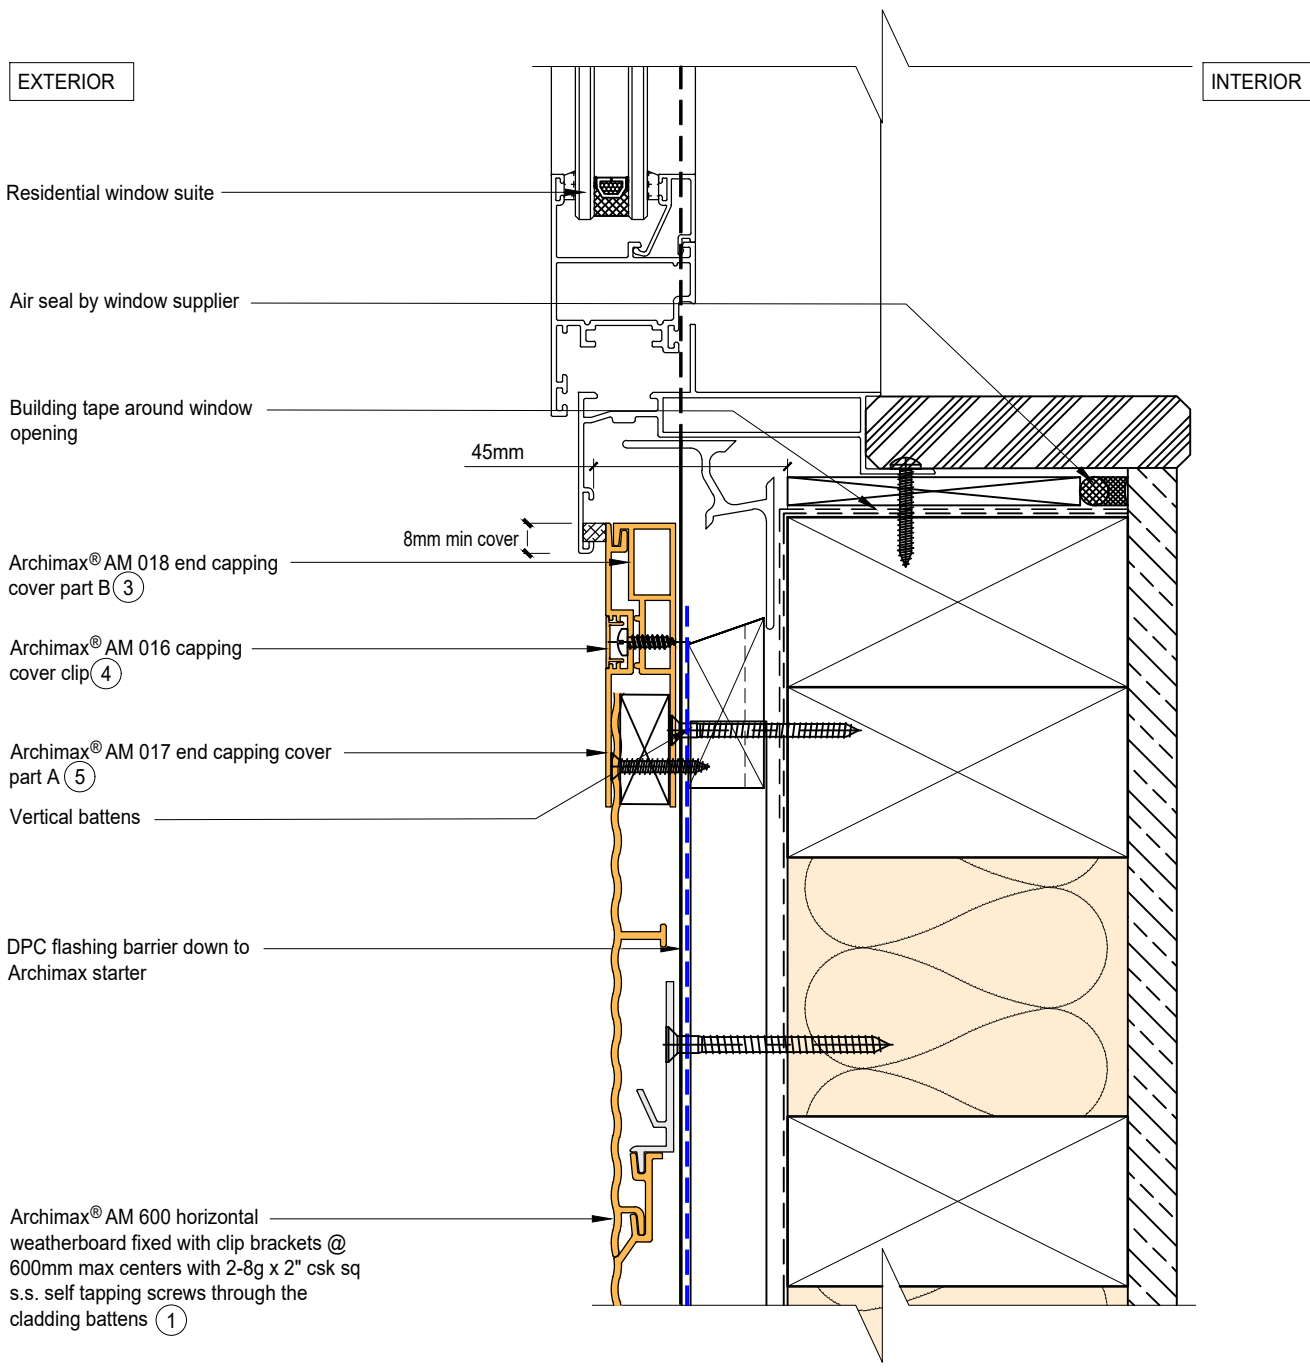 EXTERIOR
INTERIOR
Residential window suite
Air seal by window supplier
Building tape around window
opening
45mm
8mm min cover
Archimax® AM 018 end capping
cover part B 3
Archimax® AM 016 capping
cover clip 4
Archimax® AM 017 end capping cover
part A 5
Vertical battens
DPC flashing barrier down to
Archimax starter
Archimax® AM 600 horizontal
weatherboard fixed with clip brackets @
600mm max centers with 2-8g x 2" csk sq
s.s. self tapping screws through the
cladding battens 1